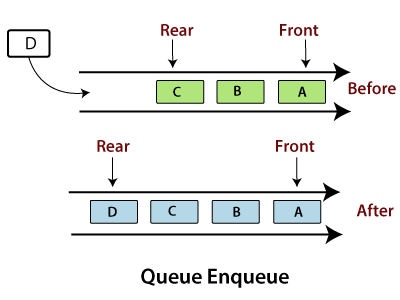 Rear Front
D
C B A Before
Rear Front
D C B A After
Queue Enqueue